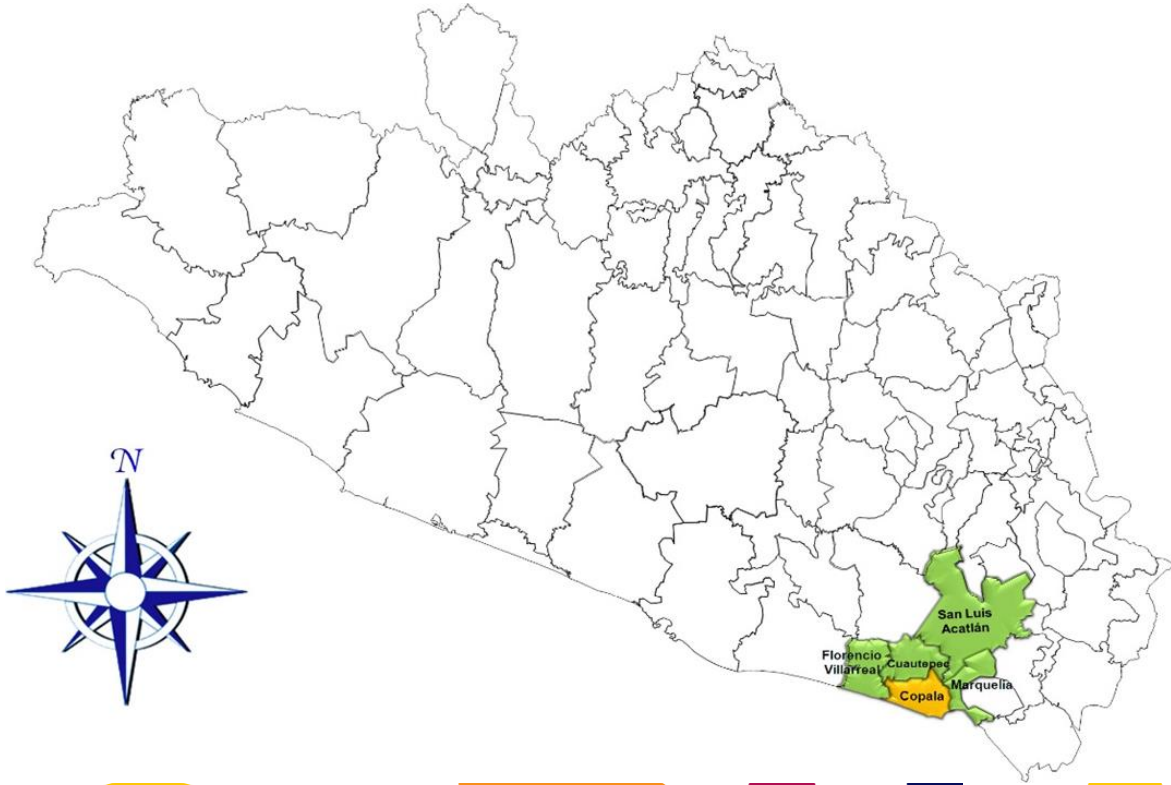 N
San Luis
Acatlán
Florencio
Villarreal
Cuautepec
Marquelia
Copala